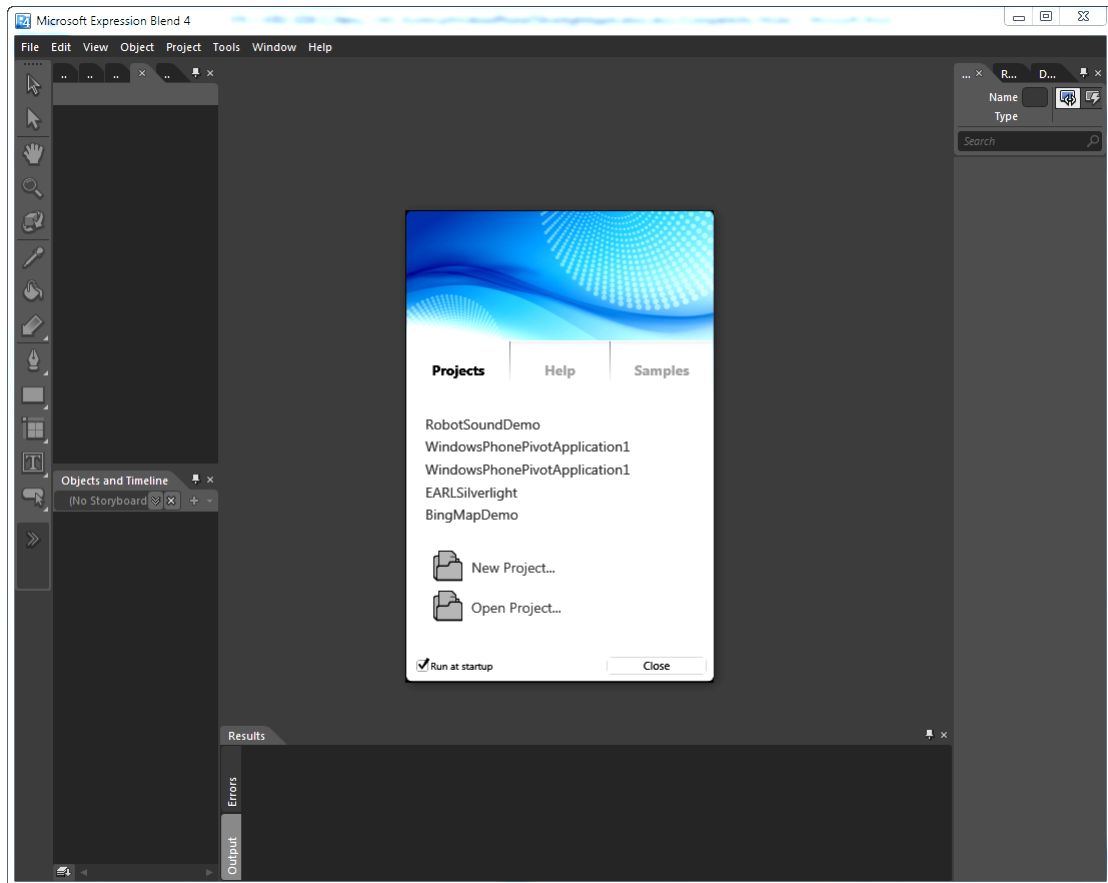 Microsoft Expression Blend 4
File Edit View Object Project Tools Window Help
.. .. .. ..
... R... D...
Name
Type
Search
Projects Help Samples
RobotSoundDemo
WindowsPhonePivotApplication1
WindowsPhonePivotApplication1
EARLSilverlight
BingMapDemo
New Project...
Open Project...
Run at startup Close
Objects and Timeline
(No Storyboard
Results
Errors
Output